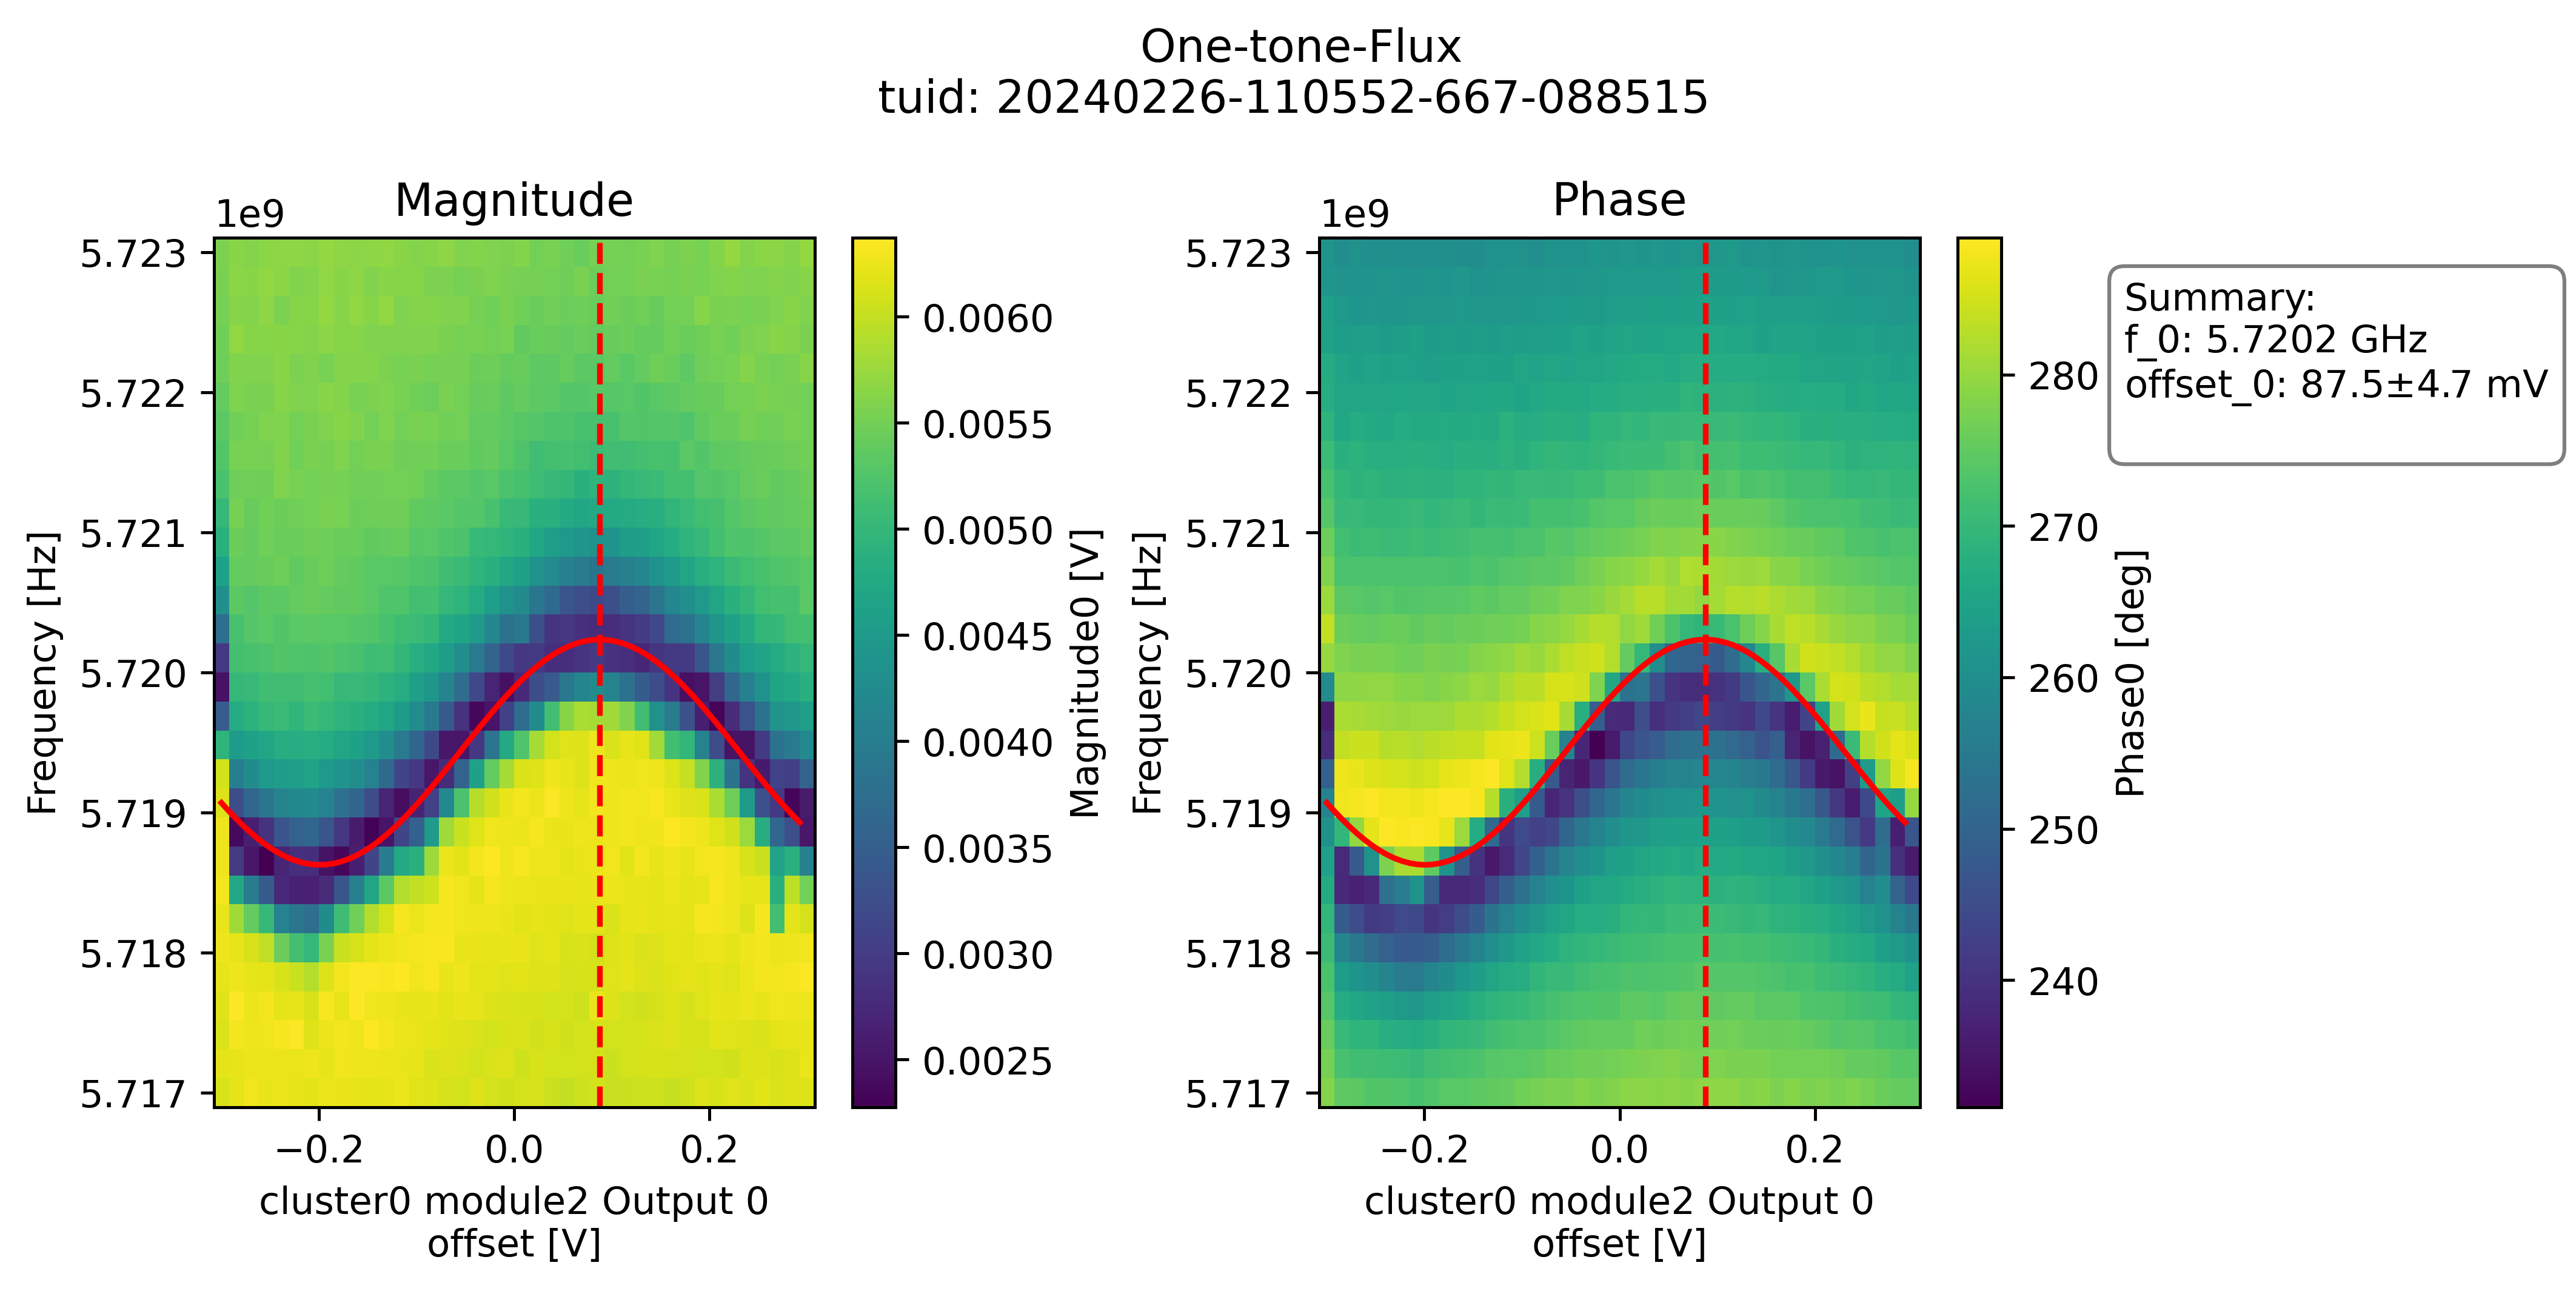 One-tone-Flux
tuid: 20240226-110552-667-088515
Magnitude
1e9
5.723
5.722
5.721
5.720
5.719
5.718
5.717
Frequency [Hz]
−0.2
0.0
0.2
cluster0 module2 Output 0
offset [V]
0.0060
0.0055
0.0050
0.0045
0.0040
0.0035
0.0030
0.0025
Magnitude0 [V]
Phase
1e9
5.723
5.722
5.721
5.720
5.719
5.718
5.717
Frequency [Hz]
−0.2
0.0
0.2
cluster0 module2 Output 0
offset [V]
280
270
260
250
240
Phase0 [deg]
Summary:
f_0: 5.7202 GHz
offset_0: 87.5±4.7 mV